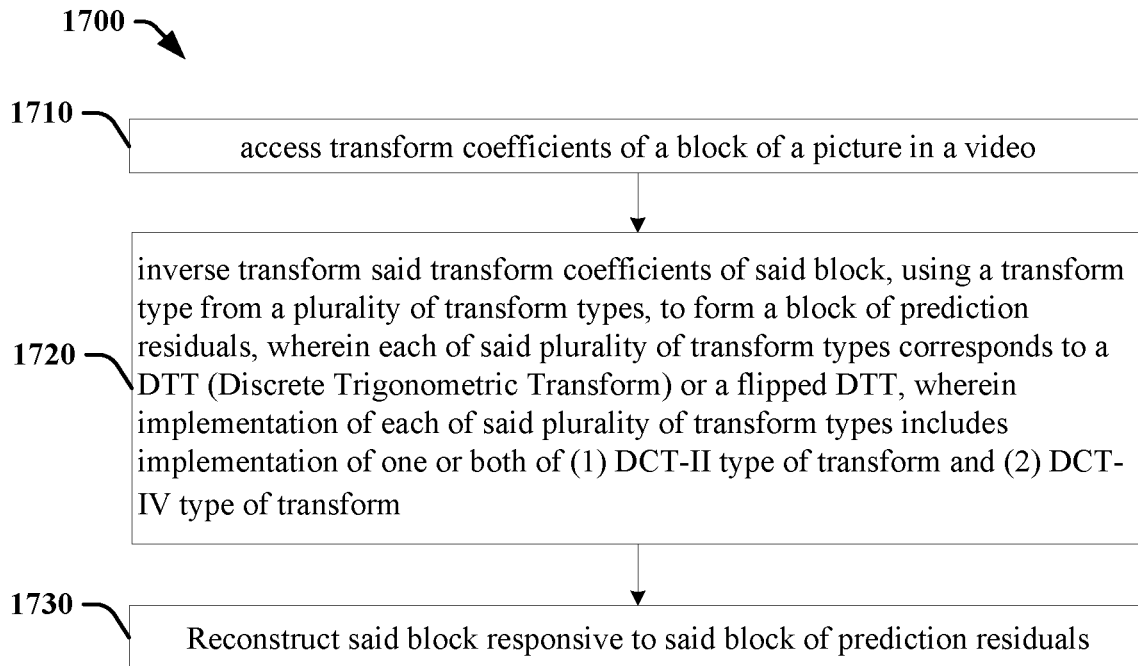 1700
1710
access transform coefficients of a block of a picture in a video
inverse transform said transform coefficients of said block, using a transform
type from a plurality of transform types, to form a block of prediction
residuals, wherein each of said plurality of transform types corresponds to a
1720
DTT (Discrete Trigonometric Transform) or a flipped DTT, wherein
implementation of each of said plurality of transform types includes
implementation of one or both of (1) DCT-II type of transform and (2) DCT-
IV type of transform
1730
Reconstruct said block responsive to said block of prediction residuals